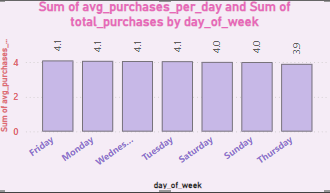 Sum of avg_purchases_per_day and Sum of
total_purchases by day_of_week
Sum of avg_purchases_...
4
2
0
4.1
4.1
4.1
4.1
4.0
4.0
3.9
Friday
Monday
Wednes...
Tuesday
Saturday
Sunday
Thursday
day_of_week